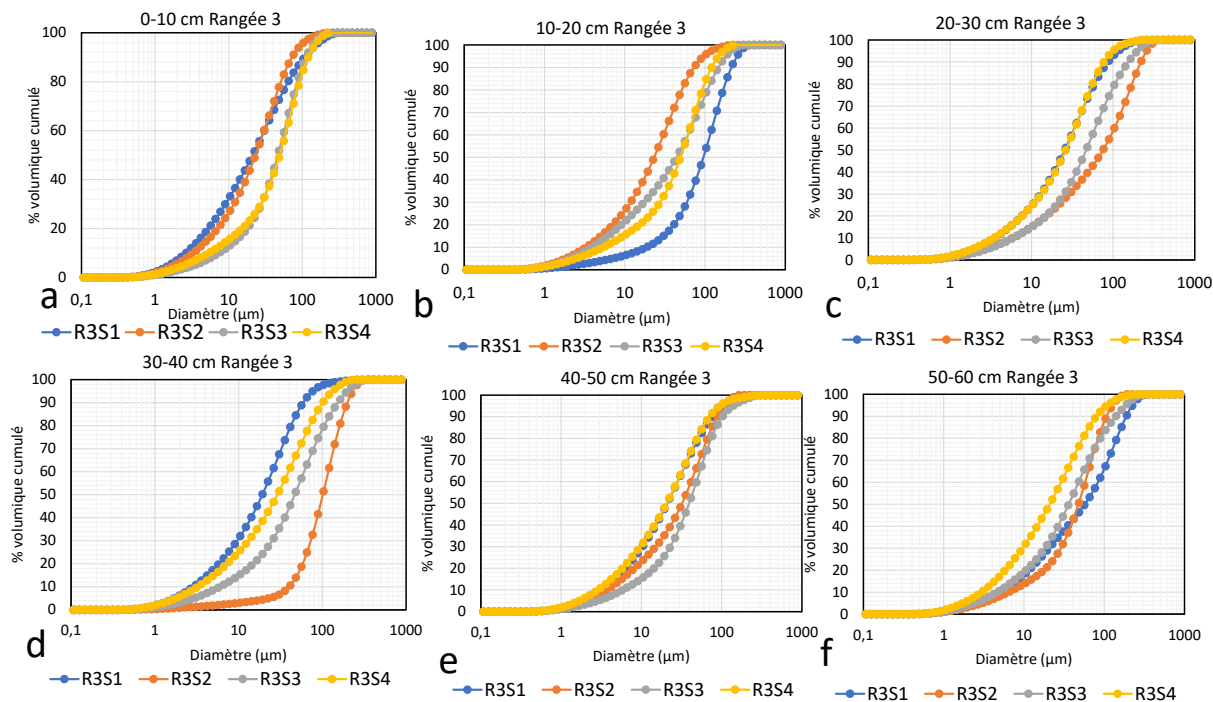 0-10 cm Rangée 3
% volumique cumulé
100
80
60
40
20
0
0,1 1 10 100 1000
Diamètre (µm)
a
R3S1 R3S2 R3S3 R3S4
10-20 cm Rangée 3
% volumique cumulé
100
90
80
70
60
50
40
30
20
10
0
0,1 1 10 100 1000
Diamètre (µm)
b
R3S1 R3S2 R3S3 R3S4
20-30 cm Rangée 3
% volumique cumulé
100
90
80
70
60
50
40
30
20
10
0
0,1 1 10 100 1000
Diamètre (µm)
c
R3S1 R3S2 R3S3 R3S4
30-40 cm Rangée 3
% volumique cumulé
100
90
80
70
60
50
40
30
20
10
0
0,1 1 10 100 1000
Diamètre (µm)
d
R3S1 R3S2 R3S3 R3S4
40-50 cm Rangée 3
% volumique cumulé
100
90
80
70
60
50
40
30
20
10
0
0,1 1 10 100 1000
Diamètre (µm)
e
R3S1 R3S2 R3S3 R3S4
50-60 cm Rangée 3
% volumique cumulé
100
90
80
70
60
50
40
30
20
10
0
0,1 1 10 100 1000
Diamètre (µm)
f
R3S1 R3S2 R3S3 R3S4